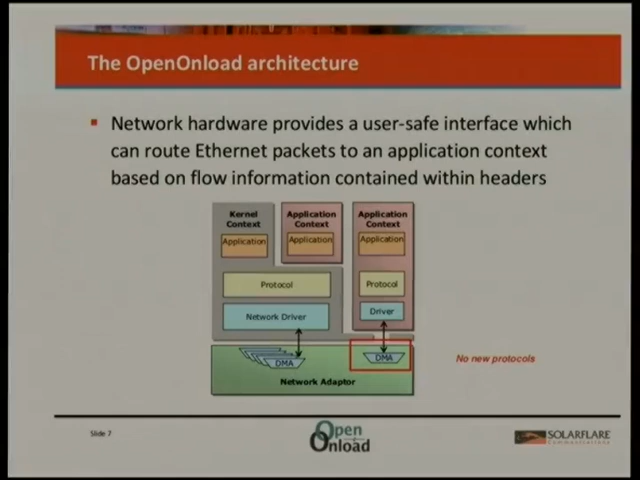 The OpenOnload architecture
Network hardware provides a user-safe interface which
can route Ethernet packets to an application context
based on flow information contained within headers
Kernel Context
Application
Application Context
Application
Application Context
Application
Protocol
Network Driver
Protocol
Driver
DMA
DMA
Network Adaptor
No new protocols
Slide 7
Open
Onload
SOLARFLARE
Communications